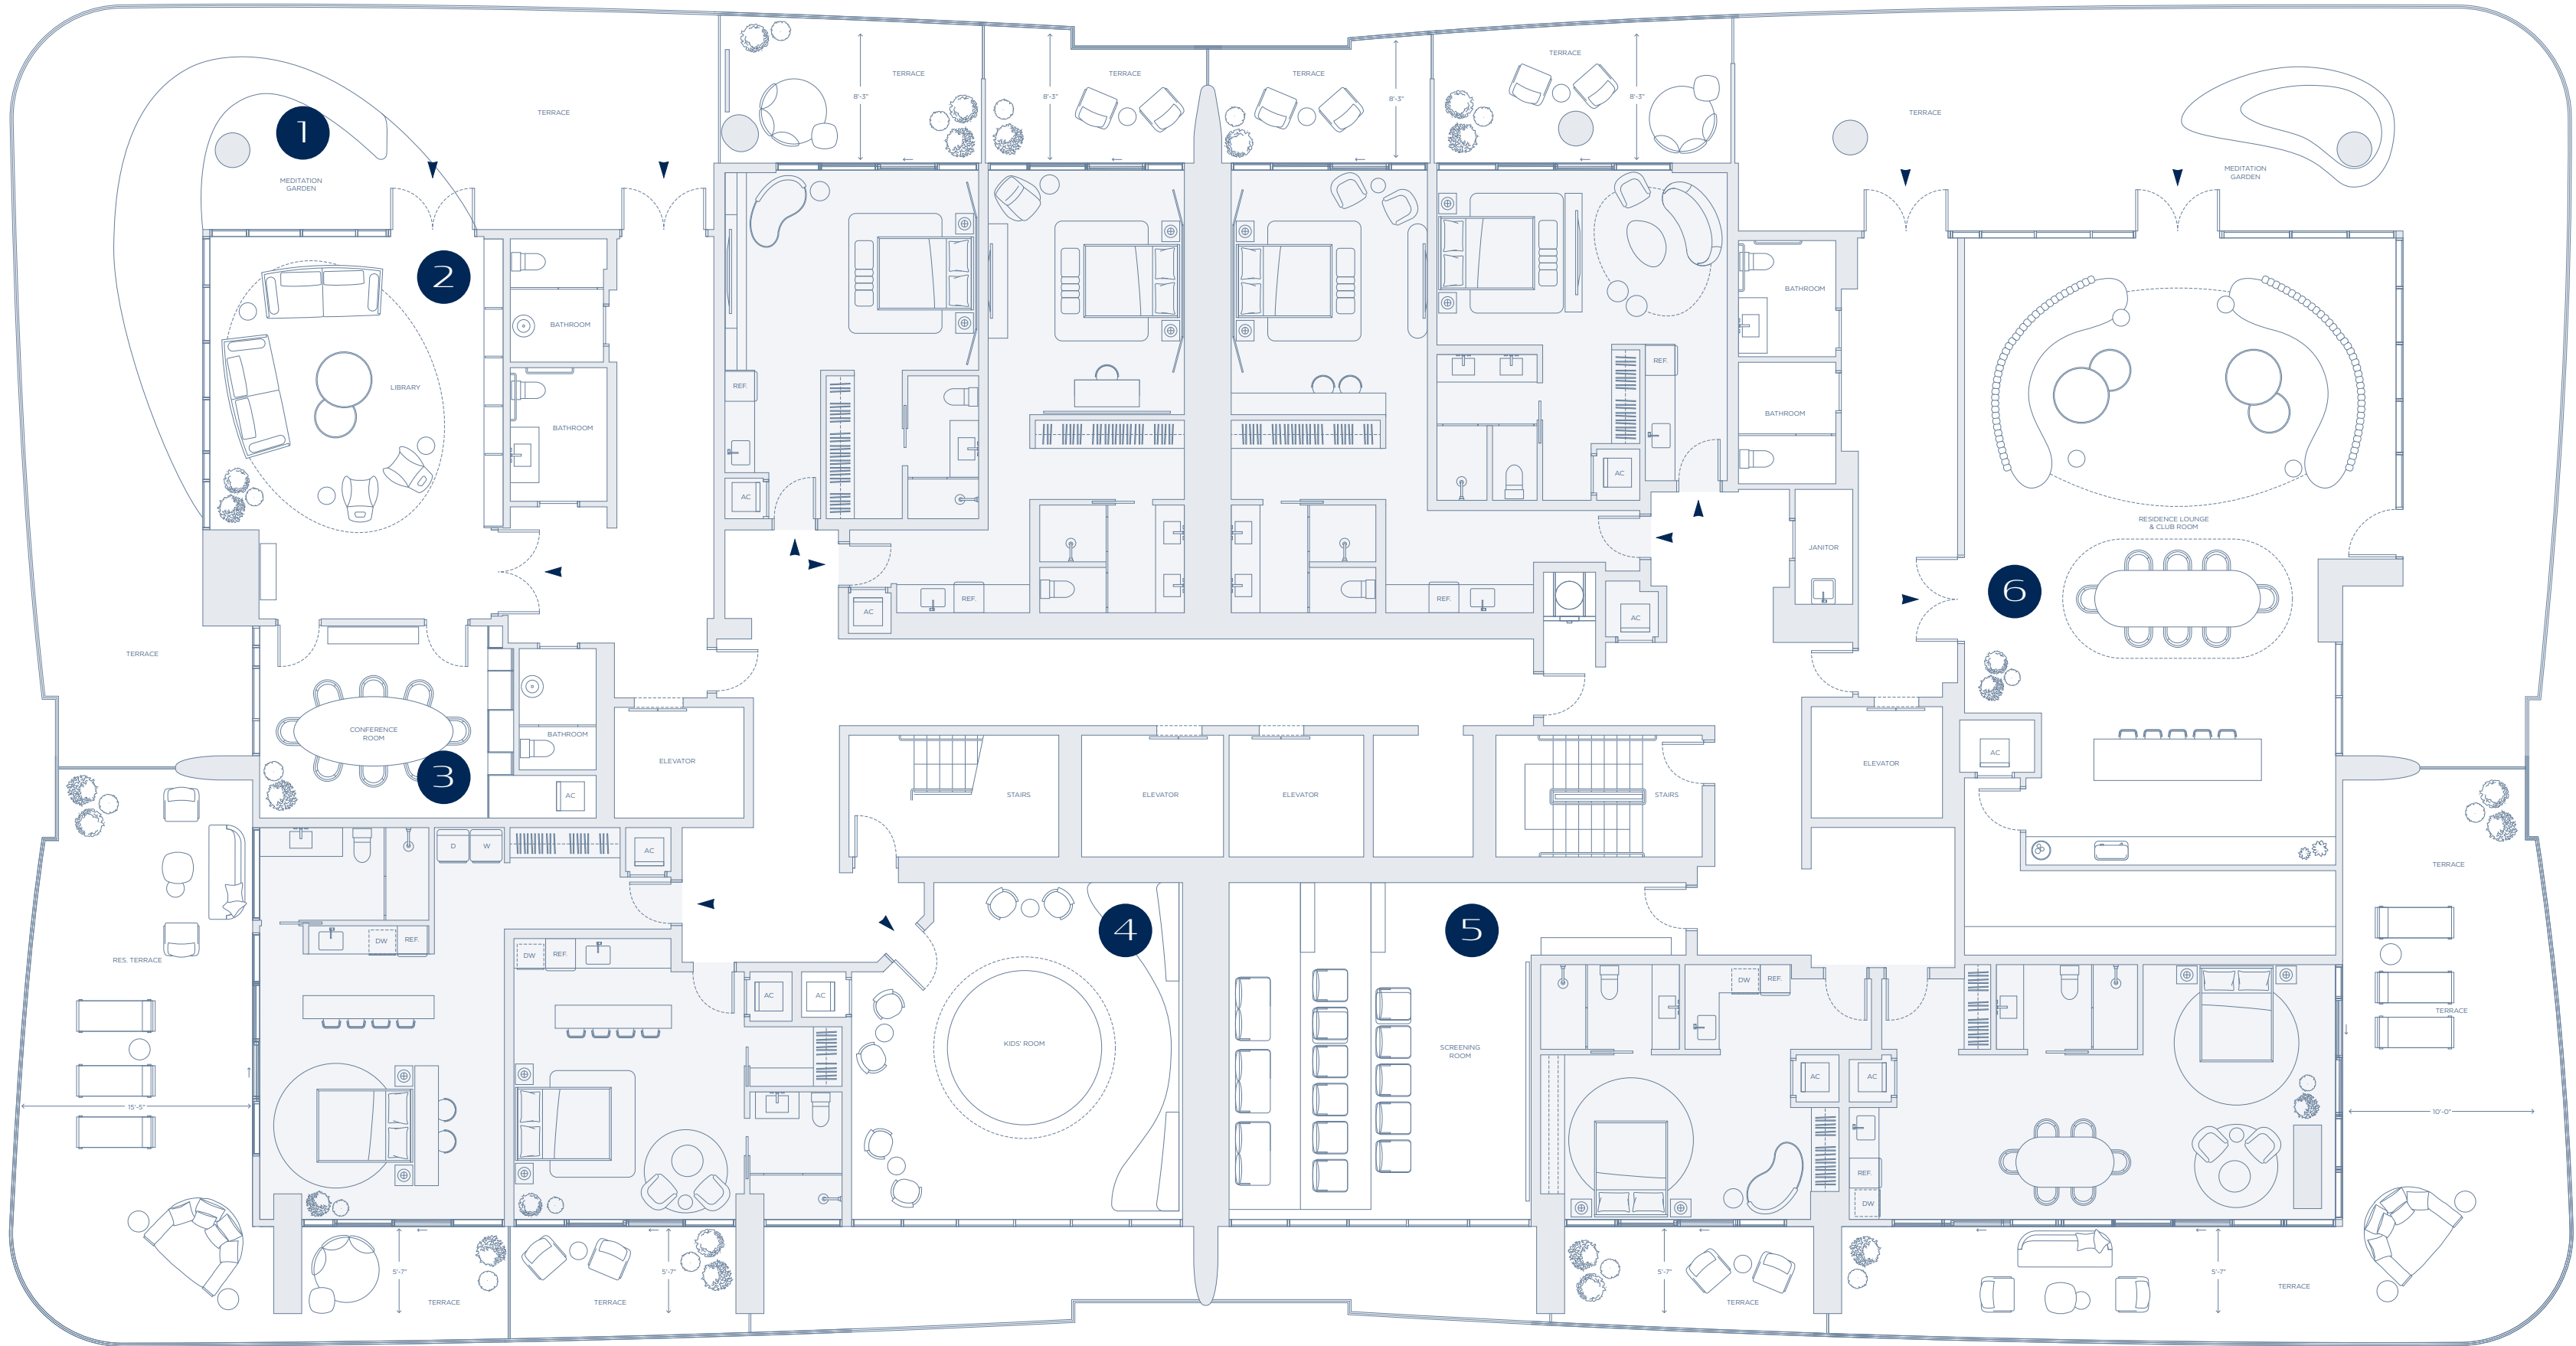 TERRACE
TERRACE
TERRACE
TERRACE
TERRACE
TERRACE
8'-3"
8'-3"
8'-3"
8'-3"
1
MEDITATION
GARDEN
MEDITATION
GARDEN
2
BATHROOM
BATHROOM
LIBRARY
BATHROOM
BATHROOM
BATHROOM
REF.
REF.
AC
AC
RESIDENCE LOUNGE
& CLUB ROOM
JANITOR
6
REF.
REF.
AC
AC
TERRACE
CONFERENCE
ROOM
3
BATHROOM
ELEVATOR
ELEVATOR
AC
AC
STAIRS
ELEVATOR
ELEVATOR
STAIRS
D
W
AC
TERRACE
4
5
DW
REF.
DW
REF.
RES. TERRACE
AC
AC
DW
REF.
TERRACE
KIDS' ROOM
SCREENING
ROOM
AC
AC
15'-5"
10'-0"
REF.
DW
5'-7"
5'-7"
5'-7"
5'-7"
TERRACE
TERRACE
TERRACE
TERRACE